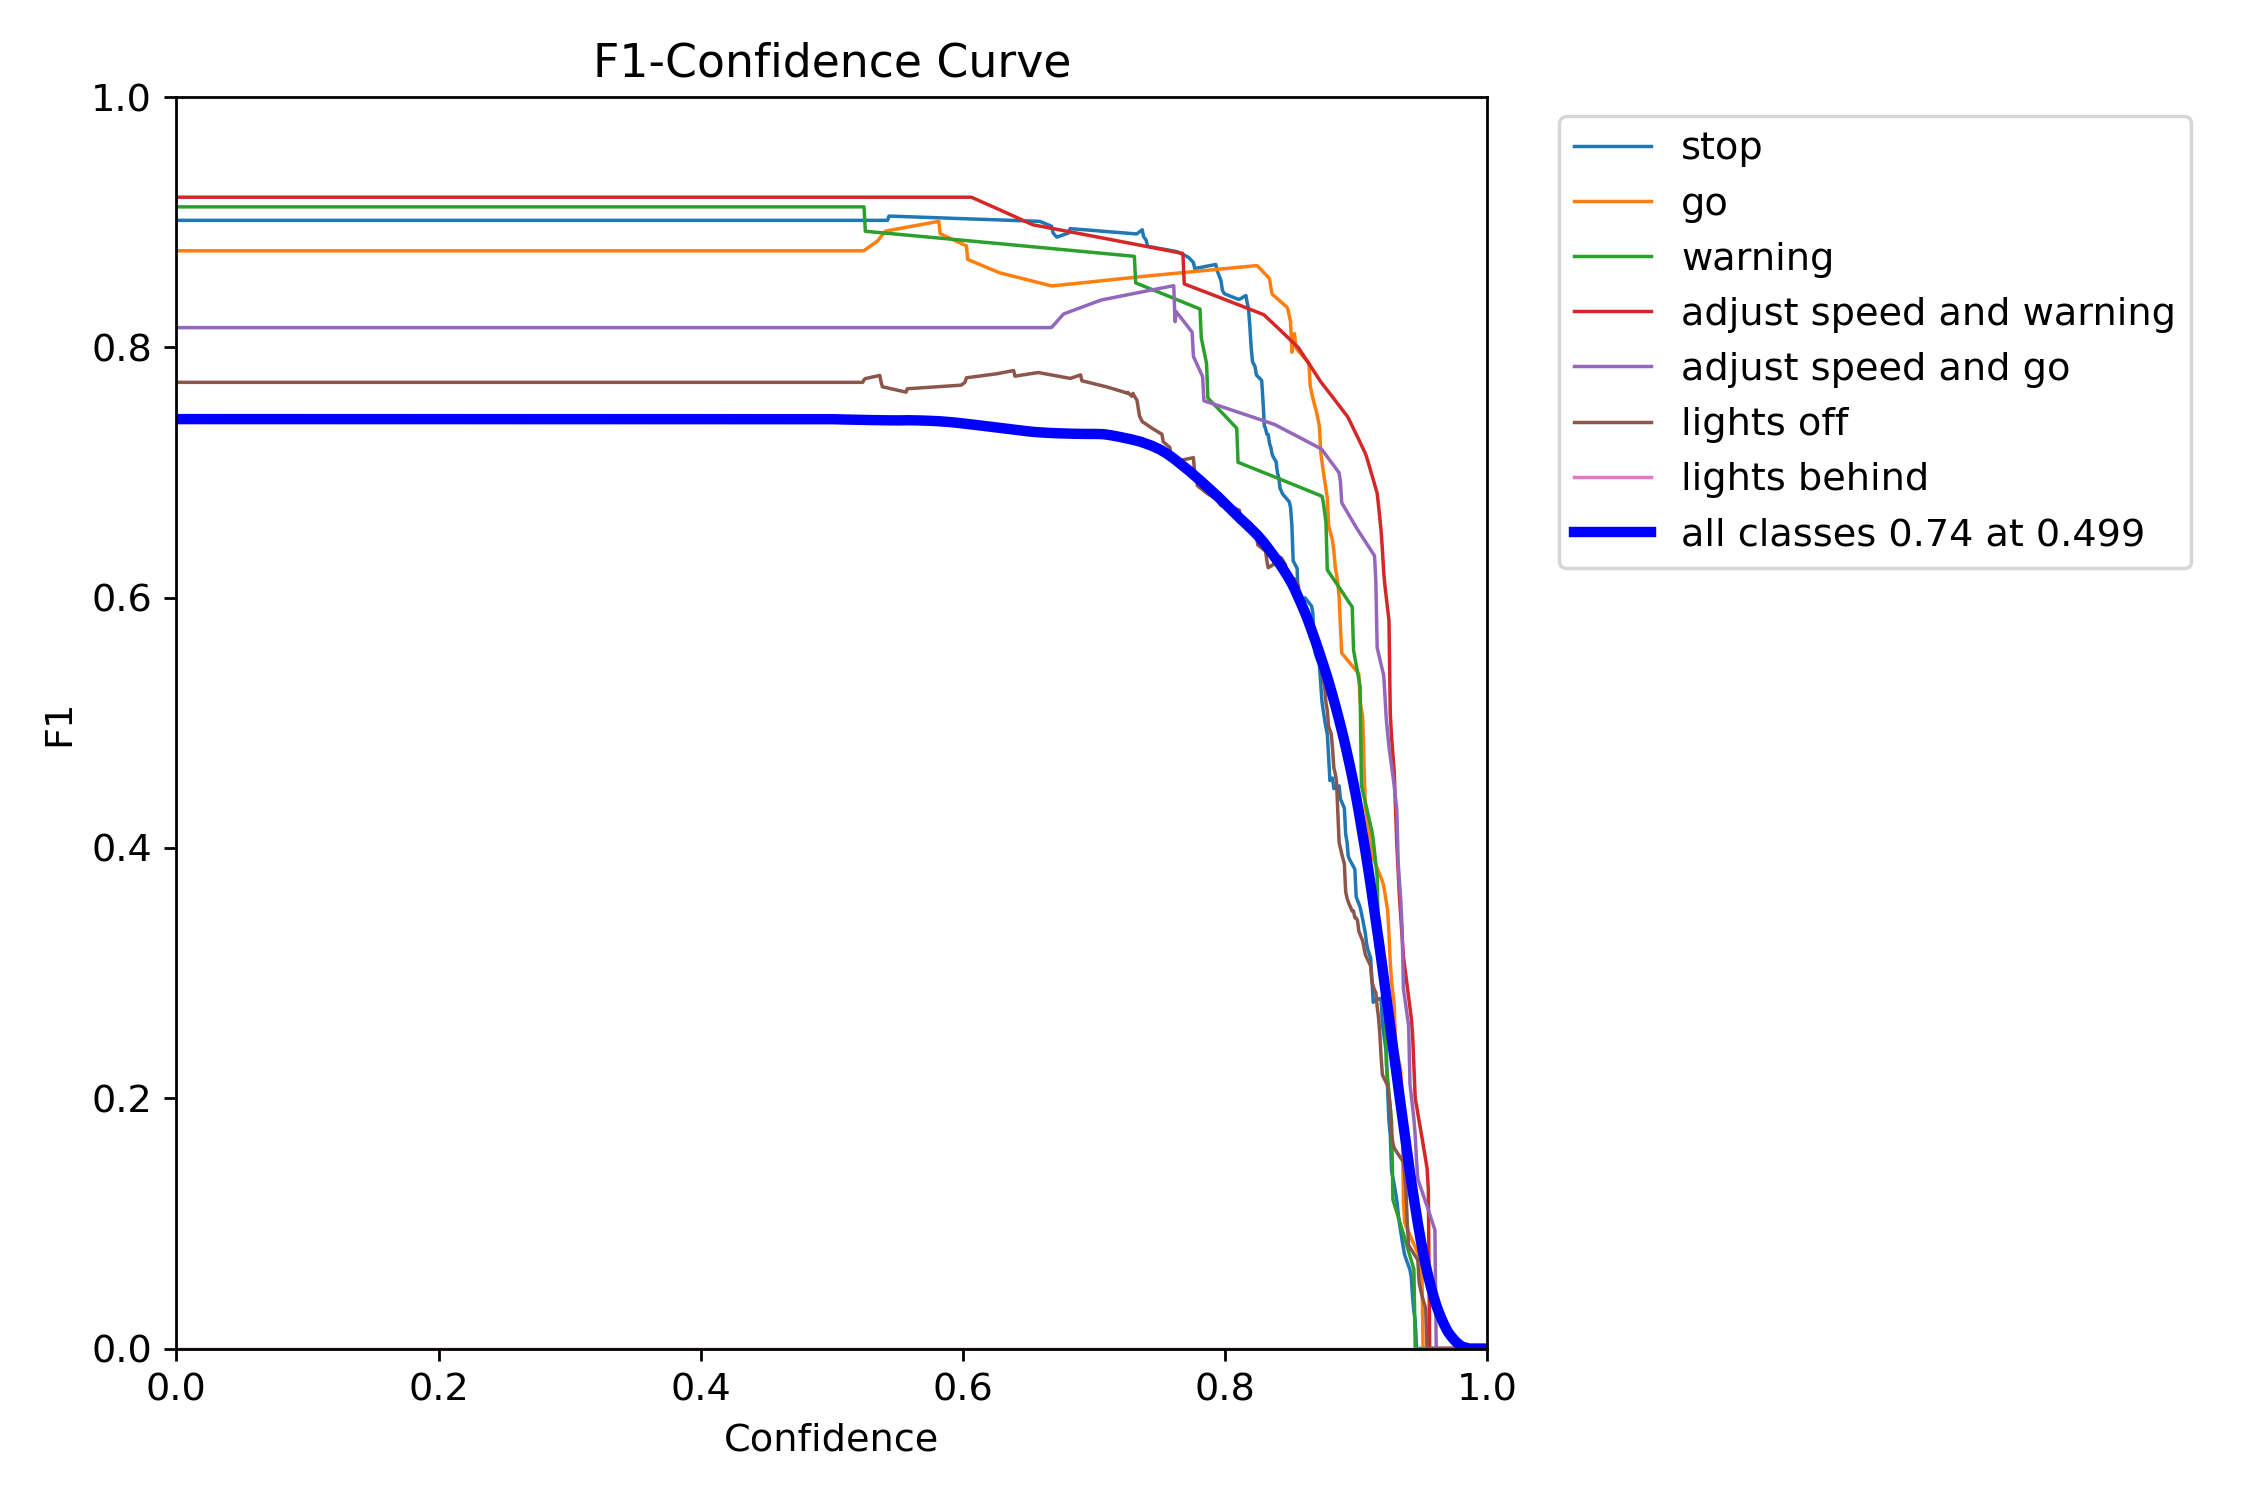 F1-Confidence Curve
1.0
0.8
0.6
0.4
0.2
0.0
F1
0.0 0.2 0.4 0.6 0.8 1.0
Confidence
stop
go
warning
adjust speed and warning
adjust speed and go
lights off
lights behind
all classes 0.74 at 0.499